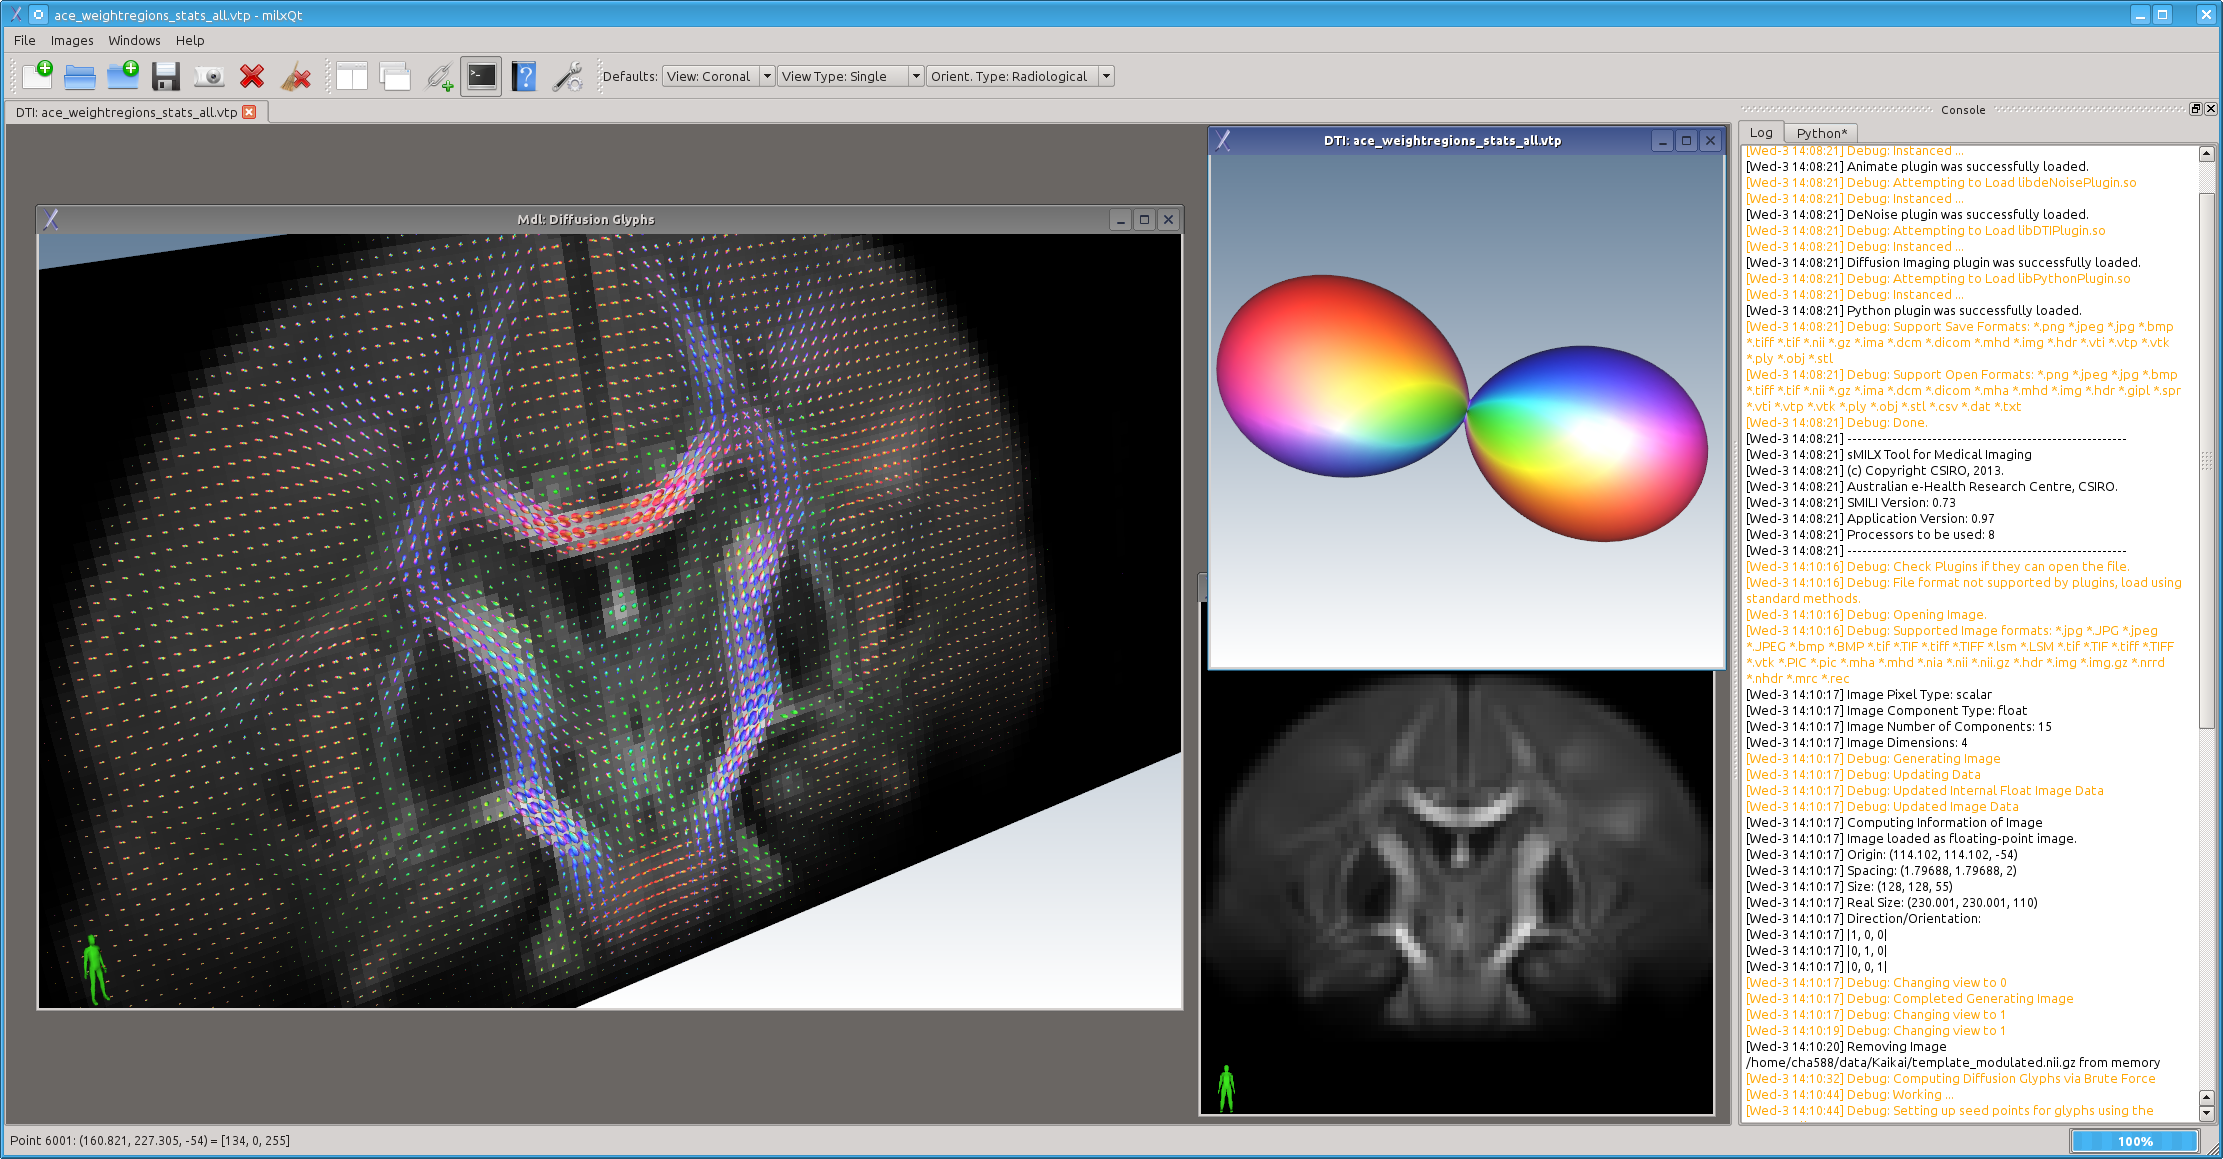 ace_weightregions_stats_all.vtp - milxQt
File Images Windows Help
Defaults: View: Coronal View Type: Single Orient. Type: Radiological
DTI: ace_weightregions_stats_all.vtp
Mdl: Diffusion Glyphs
DTI: ace_weightregions_stats_all.vtp
Console
Log Python*
[Wed-3 14:08:21] Debug: Instanced ...
[Wed-3 14:08:21] Animate plugin was successfully loaded.
[Wed-3 14:08:21] Debug: Attempting to Load libdeNoisePlugin.so
[Wed-3 14:08:21] Debug: Instanced ...
[Wed-3 14:08:21] DeNoise plugin was successfully loaded.
[Wed-3 14:08:21] Debug: Attempting to Load libDTIPlugin.so
[Wed-3 14:08:21] Debug: Instanced ...
[Wed-3 14:08:21] Diffusion Imaging plugin was successfully loaded.
[Wed-3 14:08:21] Debug: Attempting to Load libPythonPlugin.so
[Wed-3 14:08:21] Debug: Instanced ...
[Wed-3 14:08:21] Python plugin was successfully loaded.
[Wed-3 14:08:21] Debug: Support Save Formats: *.png *.jpeg *.jpg *.bmp
*.tiff *.tif *.nii *.gz *.ima *.dcm *.dicom *.mhd *.img *.hdr *.vti *.vtp *.vtk
*.ply *.obj *.stl
[Wed-3 14:08:21] Debug: Support Open Formats: *.png *.jpeg *.jpg *.bmp
*.tiff *.tif *.nii *.gz *.ima *.dcm *.dicom *.mha *.mhd *.img *.hdr *.gipl *.spr
*.vti *.vtp *.vtk *.ply *.obj *.stl *.csv *.dat *.txt
[Wed-3 14:08:21] Debug: Done.
[Wed-3 14:08:21] --------------------------------------------------------
[Wed-3 14:08:21] sMILX Tool for Medical Imaging
[Wed-3 14:08:21] (c) Copyright CSIRO, 2013.
[Wed-3 14:08:21] Australian e-Health Research Centre, CSIRO.
[Wed-3 14:08:21] SMILI Version: 0.73
[Wed-3 14:08:21] Application Version: 0.97
[Wed-3 14:08:21] Processors to be used: 8
[Wed-3 14:08:21] --------------------------------------------------------
[Wed-3 14:10:16] Debug: Check Plugins if they can open the file.
[Wed-3 14:10:16] Debug: File format not supported by plugins, load using
standard methods.
[Wed-3 14:10:16] Debug: Opening Image.
[Wed-3 14:10:16] Debug: Supported Image formats: *.jpg *.JPG *.jpeg
*.JPEG *.bmp *.BMP *.tif *.TIF *.tiff *.TIFF *.lsm *.LSM *.tif *.TIF *.tiff *.TIFF
*.vtk *.PIC *.pic *.mha *.mhd *.nia *.nii *.nii.gz *.hdr *.img *.img.gz *.nrrd
*.nhdr *.mrc *.rec
[Wed-3 14:10:17] Image Pixel Type: scalar
[Wed-3 14:10:17] Image Component Type: float
[Wed-3 14:10:17] Image Number of Components: 15
[Wed-3 14:10:17] Image Dimensions: 4
[Wed-3 14:10:17] Debug: Generating Image
[Wed-3 14:10:17] Debug: Updating Data
[Wed-3 14:10:17] Debug: Updated Internal Float Image Data
[Wed-3 14:10:17] Debug: Updated Image Data
[Wed-3 14:10:17] Computing Information of Image
[Wed-3 14:10:17] Image loaded as floating-point image.
[Wed-3 14:10:17] Origin: (114.102, 114.102, -54)
[Wed-3 14:10:17] Spacing: (1.79688, 1.79688, 2)
[Wed-3 14:10:17] Size: (128, 128, 55)
[Wed-3 14:10:17] Real Size: (230.001, 230.001, 110)
[Wed-3 14:10:17] Direction/Orientation:
[Wed-3 14:10:17] |1, 0, 0|
[Wed-3 14:10:17] |0, 1, 0|
[Wed-3 14:10:17] |0, 0, 1|
[Wed-3 14:10:17] Debug: Changing view to 0
[Wed-3 14:10:17] Debug: Completed Generating Image
[Wed-3 14:10:17] Debug: Changing view to 1
[Wed-3 14:10:19] Debug: Changing view to 1
[Wed-3 14:10:20] Removing Image
/home/cha588/data/Kaikai/template_modulated.nii.gz from memory
[Wed-3 14:10:32] Debug: Computing Diffusion Glyphs via Brute Force
[Wed-3 14:10:44] Debug: Working ...
[Wed-3 14:10:44] Debug: Setting up seed points for glyphs using the
Point 6001: (160.821, 227.305, -54) = [134, 0, 255]
100%